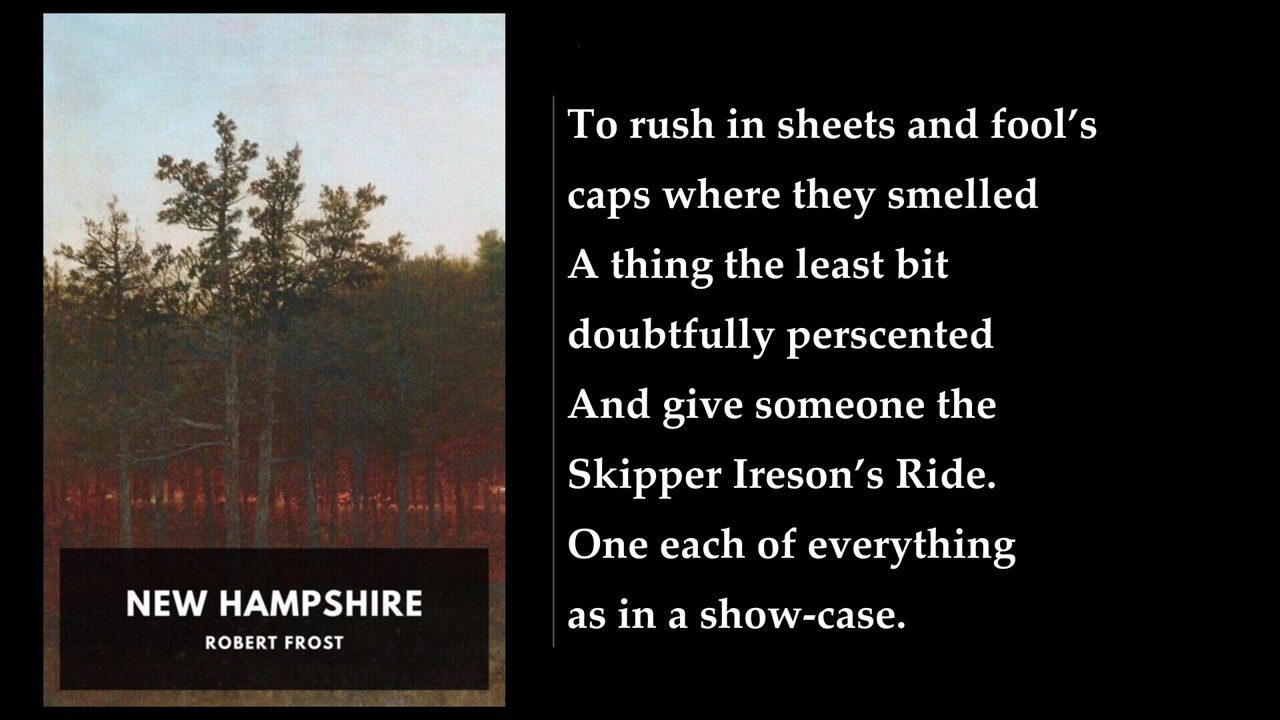 NEW HAMPSHIRE
ROBERT FROST
To rush in sheets and fool’s
caps where they smelled
A thing the least bit
doubtfully perscented
And give someone the
Skipper Ireson’s Ride.
One each of everything
as in a show-case.